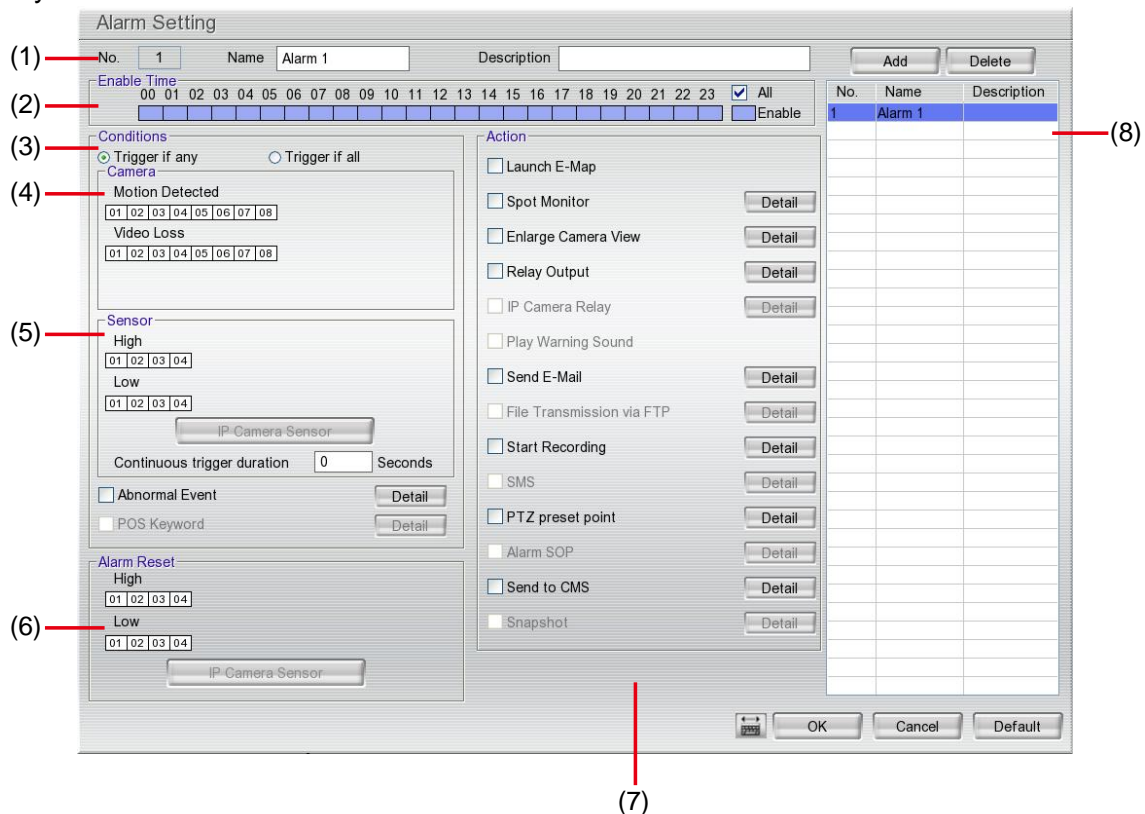 Alarm Setting
(1)
No. 1 Name Alarm 1 Description Add Delete
Enable Time
(2)
00 01 02 03 04 05 06 07 08 09 10 11 12 13 14 15 16 17 18 19 20 21 22 23 All
Enable
No. Name Description
1 Alarm 1
(8)
Conditions
(3)
Trigger if any Trigger if all
Camera
(4)
Motion Detected
01 02 03 04 05 06 07 08
Video Loss
01 02 03 04 05 06 07 08
Sensor
(5)
High
01 02 03 04
Low
01 02 03 04
IP Camera Sensor
Continuous trigger duration 0 Seconds
Abnormal Event Detail
POS Keyword Detail
Alarm Reset
High
01 02 03 04
(6)
Low
01 02 03 04
IP Camera Sensor
Action
Launch E-Map
Spot Monitor Detail
Enlarge Camera View Detail
Relay Output Detail
IP Camera Relay Detail
Play Warning Sound
Send E-Mail Detail
File Transmission via FTP Detail
Start Recording Detail
SMS Detail
PTZ preset point Detail
Alarm SOP Detail
Send to CMS Detail
Snapshot Detail
OK Cancel Default
(7)